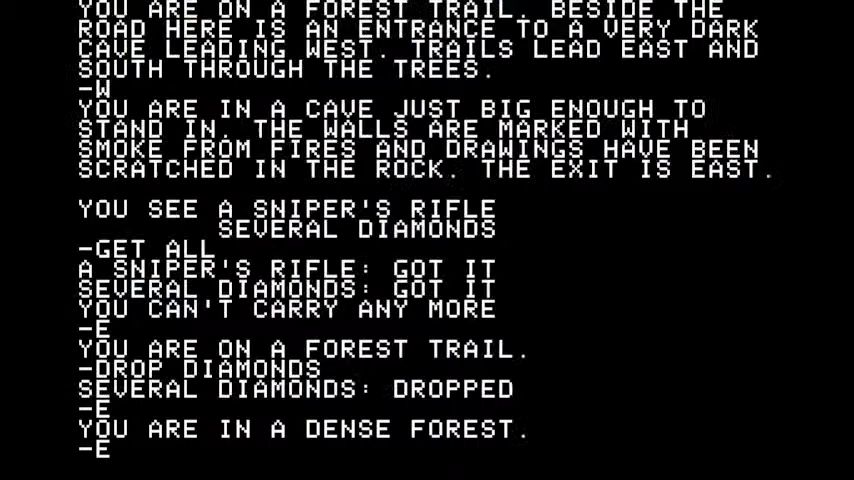 YOU ARE ON A FOREST TRAIL. BESIDE THE
ROAD HERE IS AN ENTRANCE TO A VERY DARK
CAVE LEADING WEST. TRAILS LEAD EAST AND
SOUTH THROUGH THE TREES.
-W
YOU ARE IN A CAVE JUST BIG ENOUGH TO
STAND IN. THE WALLS ARE MARKED WITH
SMOKE FROM FIRES AND DRAWINGS HAVE BEEN
SCRATCHED IN THE ROCK. THE EXIT IS EAST.
YOU SEE A SNIPER'S RIFLE
SEVERAL DIAMONDS
-GET ALL
A SNIPER'S RIFLE: GOT IT
SEVERAL DIAMONDS: GOT IT
YOU CAN'T CARRY ANY MORE
-E
YOU ARE ON A FOREST TRAIL.
-DROP DIAMONDS
SEVERAL DIAMONDS: DROPPED
-E
YOU ARE IN A DENSE FOREST.
-E